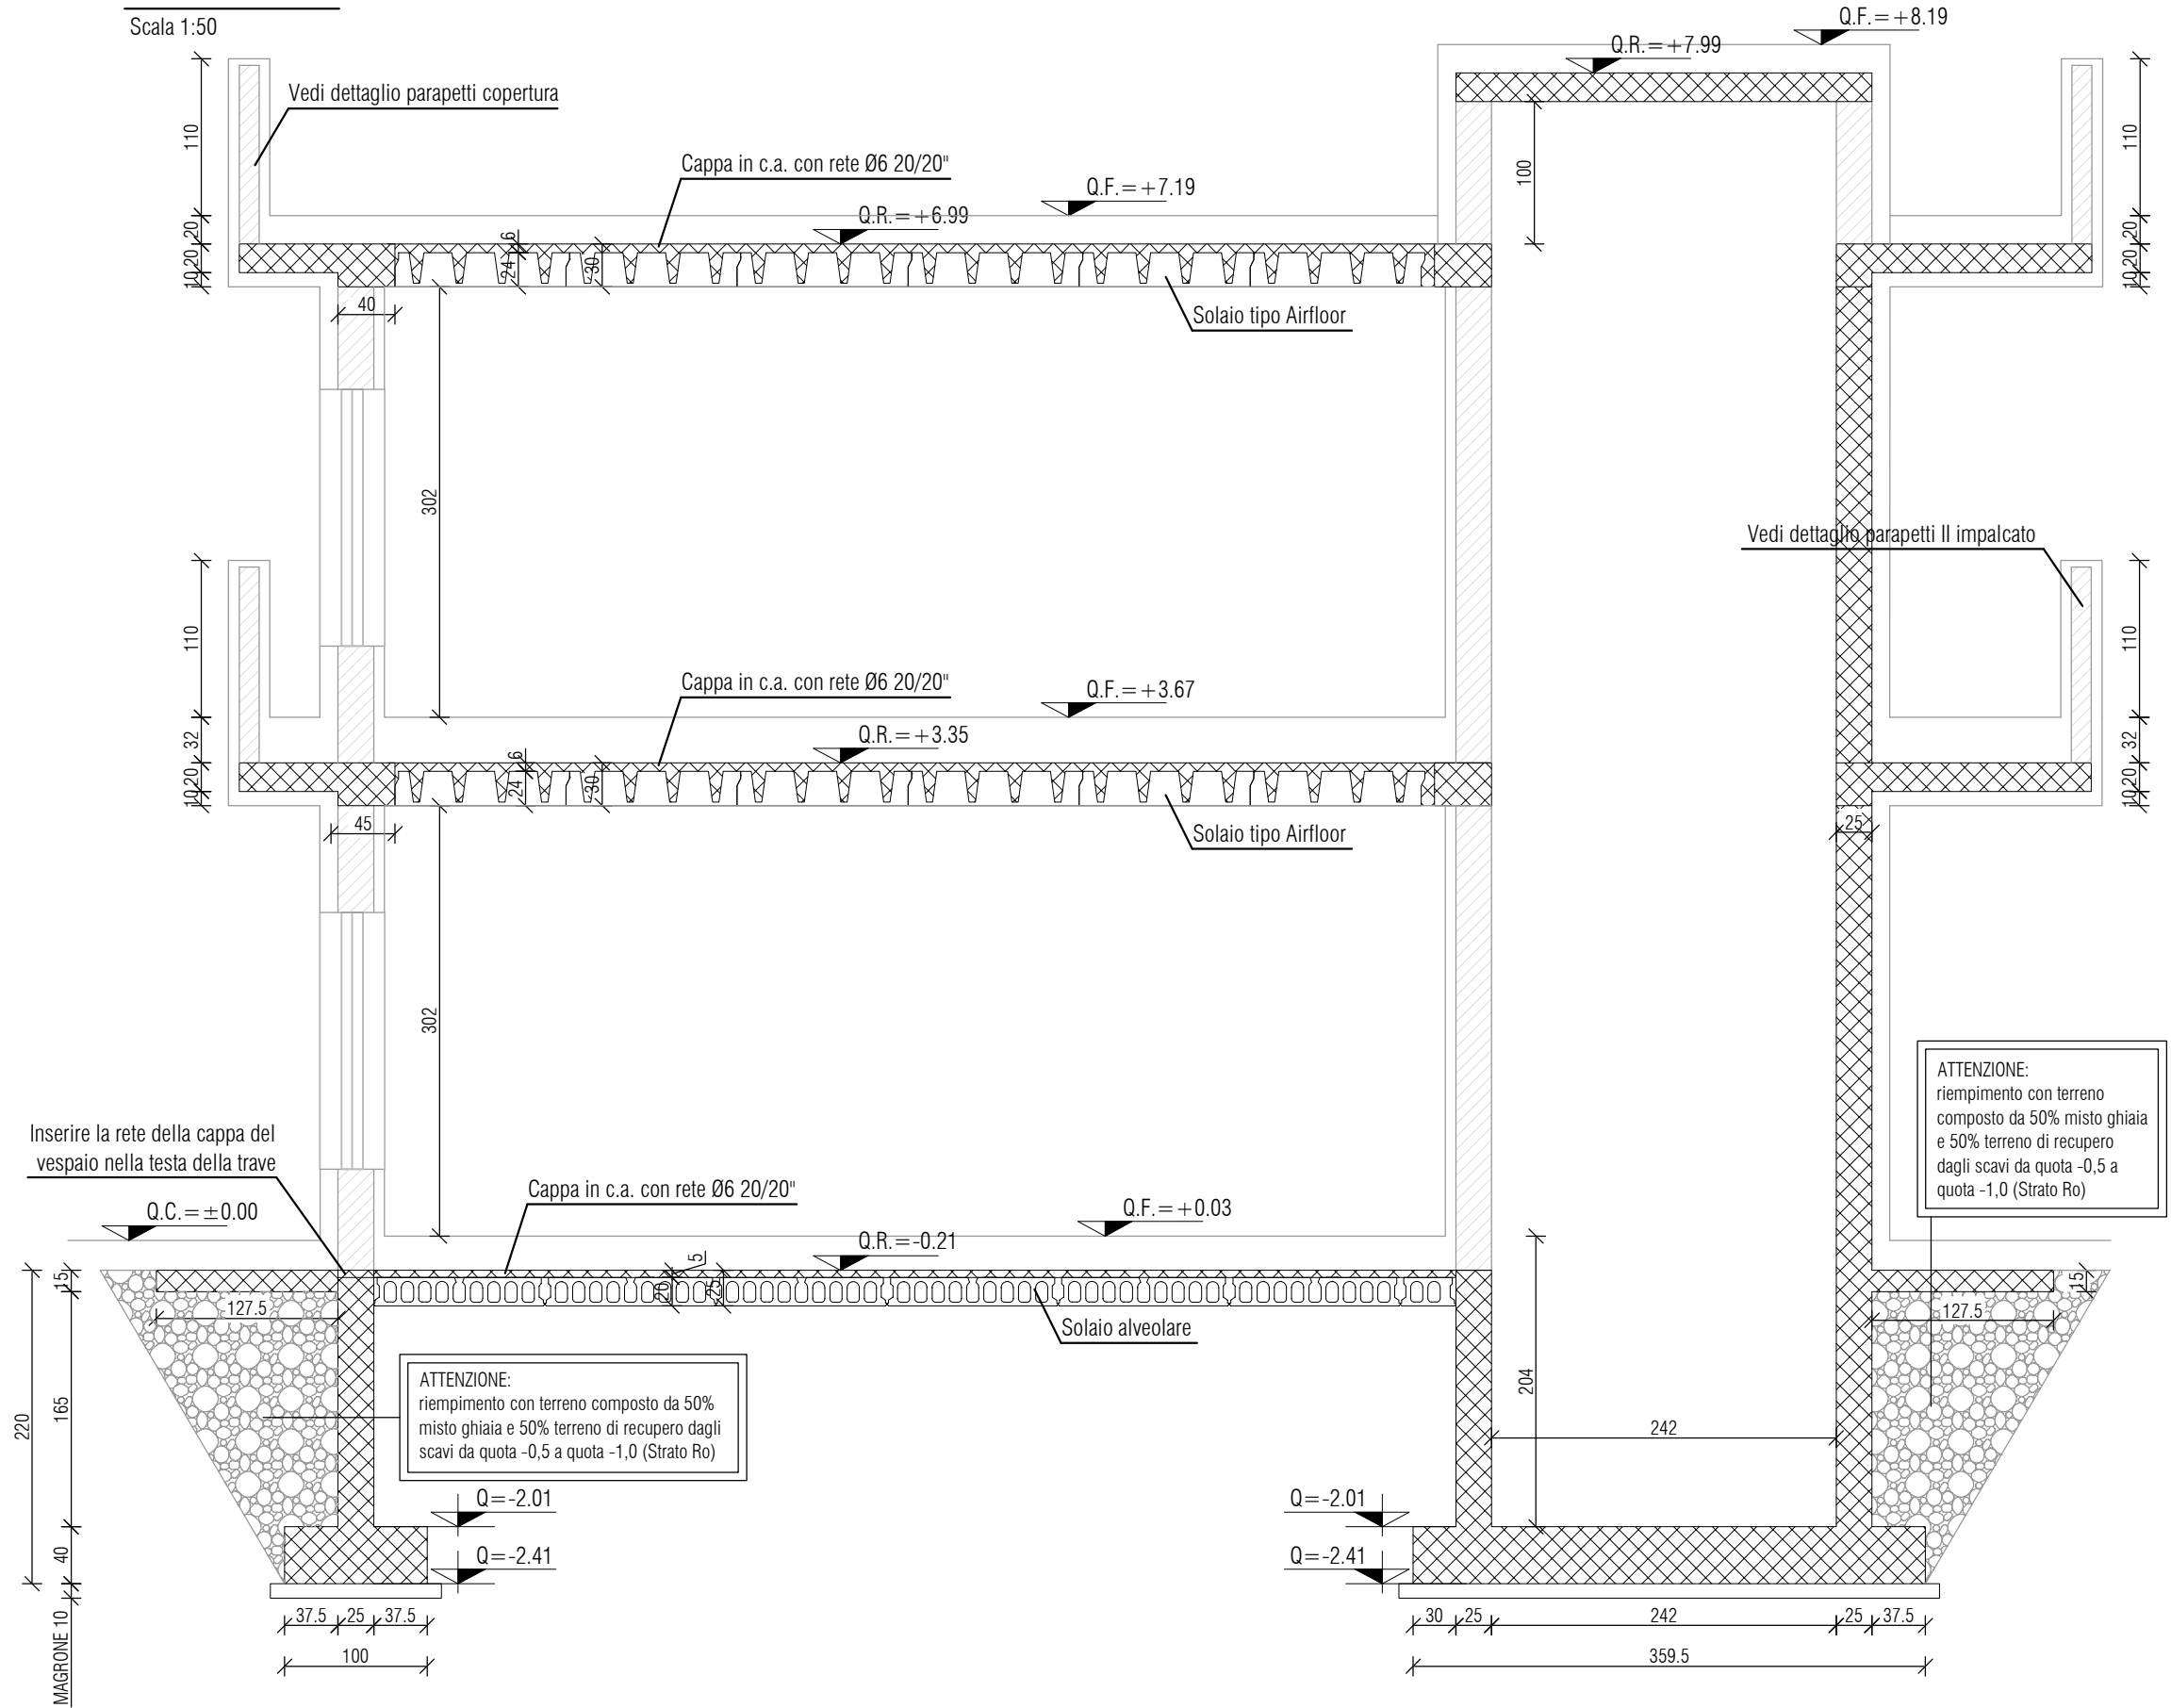 Scala 1:50
Q.F.=+8.19
Q.R.=+7.99
Vedi dettaglio parapetti copertura
110
110
Cappa in c.a. con rete Ø6 20/20"
100
Q.F.=+7.19
Q.R.=+6.99
20
20
10
6
24
30
20
20
10
40
Solaio tipo Airfloor
302
Vedi dettaglio parapetti II impalcato
110
110
Cappa in c.a. con rete Ø6 20/20"
Q.F.=+3.67
Q.R.=+3.35
32
20
10
6
24
30
32
20
10
45
25
Solaio tipo Airfloor
302
ATTENZIONE:
riempimento con terreno
composto da 50% misto ghiaia
e 50% terreno di recupero
dagli scavi da quota -0,5 a
quota -1,0 (Strato Ro)
Inserire la rete della cappa del
vespaio nella testa della trave
Cappa in c.a. con rete Ø6 20/20"
Q.C.=±0.00
Q.F.=+0.03
Q.R.=-0.21
5
20
25
15
15
127.5
127.5
Solaio alveolare
ATTENZIONE:
riempimento con terreno composto da 50%
misto ghiaia e 50% terreno di recupero dagli
scavi da quota -0,5 a quota -1,0 (Strato Ro)
220
165
204
242
Q=-2.01
Q=-2.01
40
Q=-2.41
Q=-2.41
MAGRONE 10
37.5
25
37.5
30
25
242
25
37.5
100
359.5